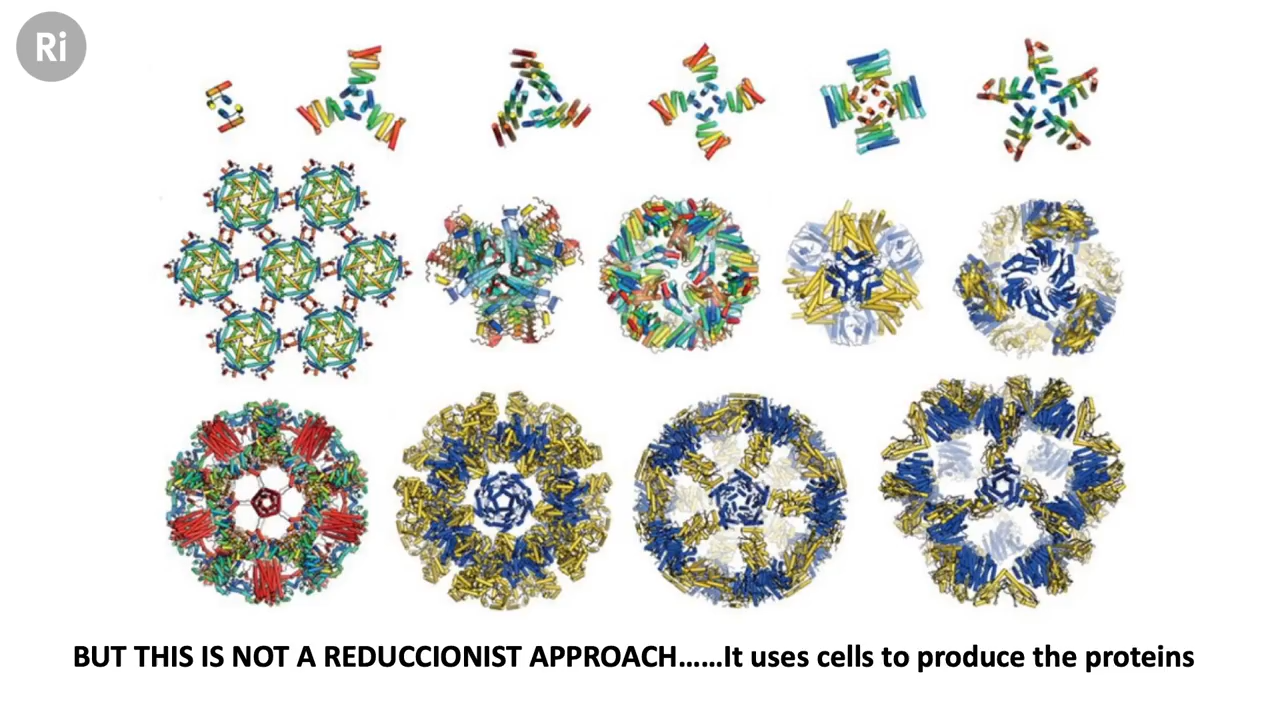 Ri
BUT THIS IS NOT A REDUCCIONIST APPROACH......It uses cells to produce the proteins